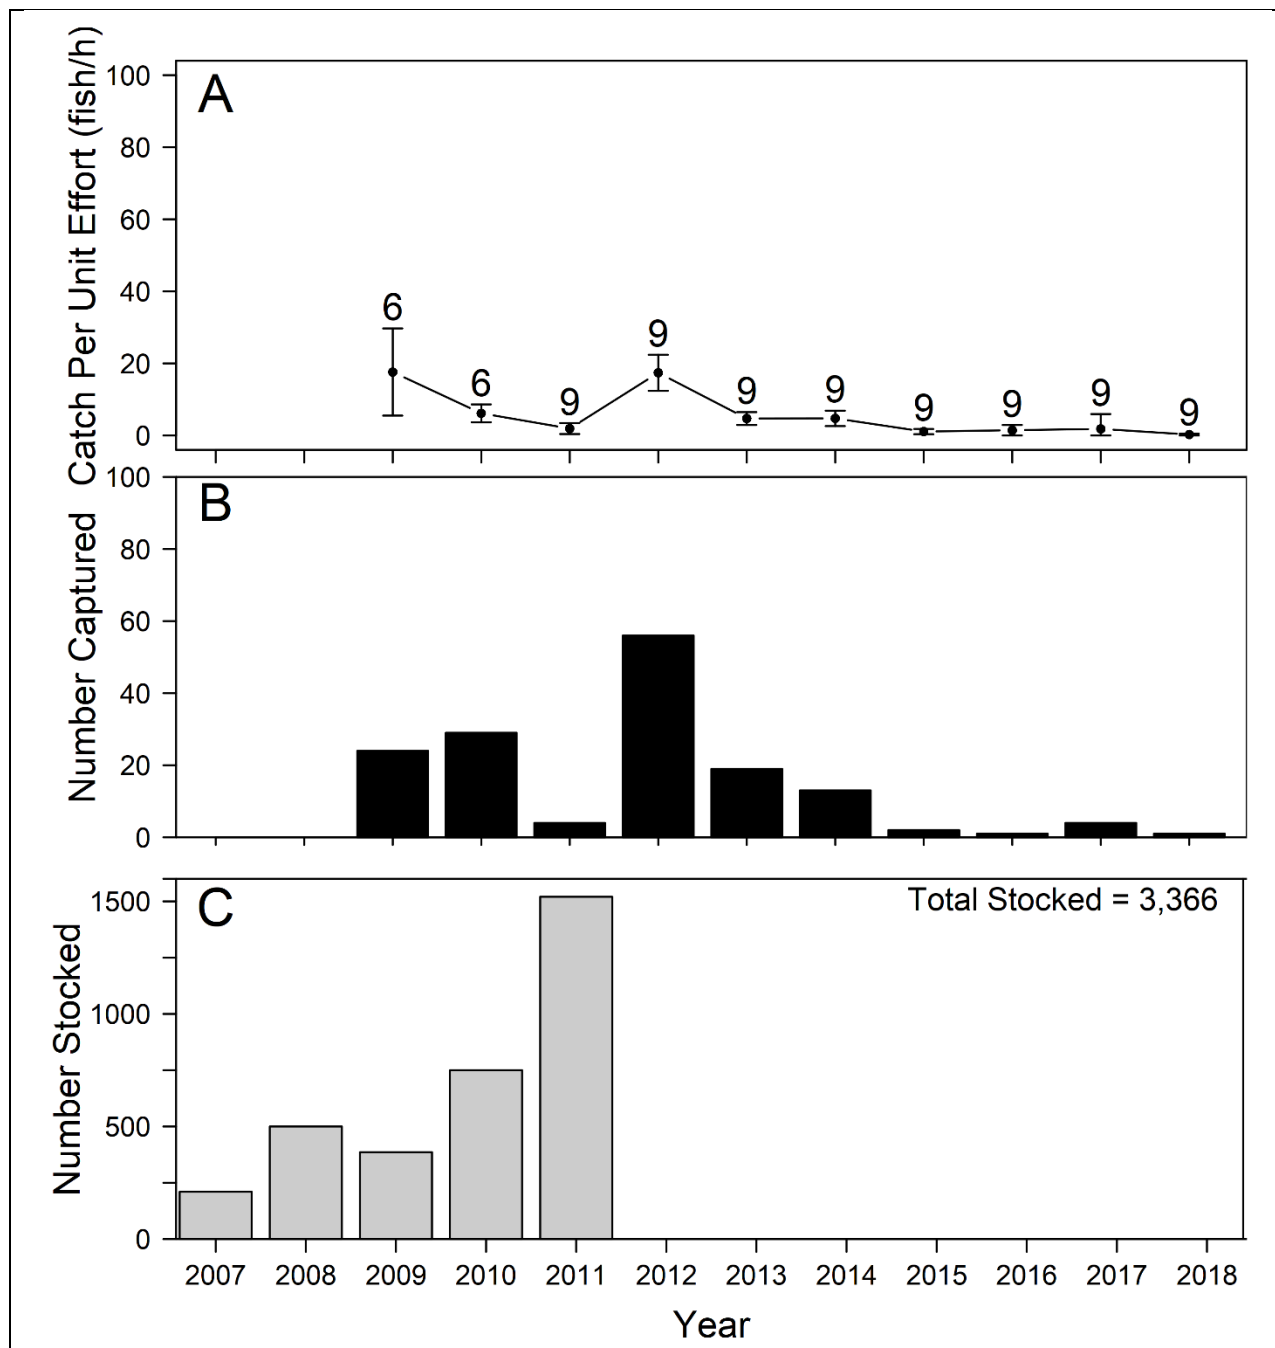 Catch Per Unit Effort (fish/h)
A
100
80
60
40
20
0
6
6
9
9
9
9
9
9
9
9
Number Captured
B
100
80
60
40
20
0
Number Stocked
C
Total Stocked = 3,366
1500
1000
500
0
2007 2008 2009 2010 2011 2012 2013 2014 2015 2016 2017 2018
Year